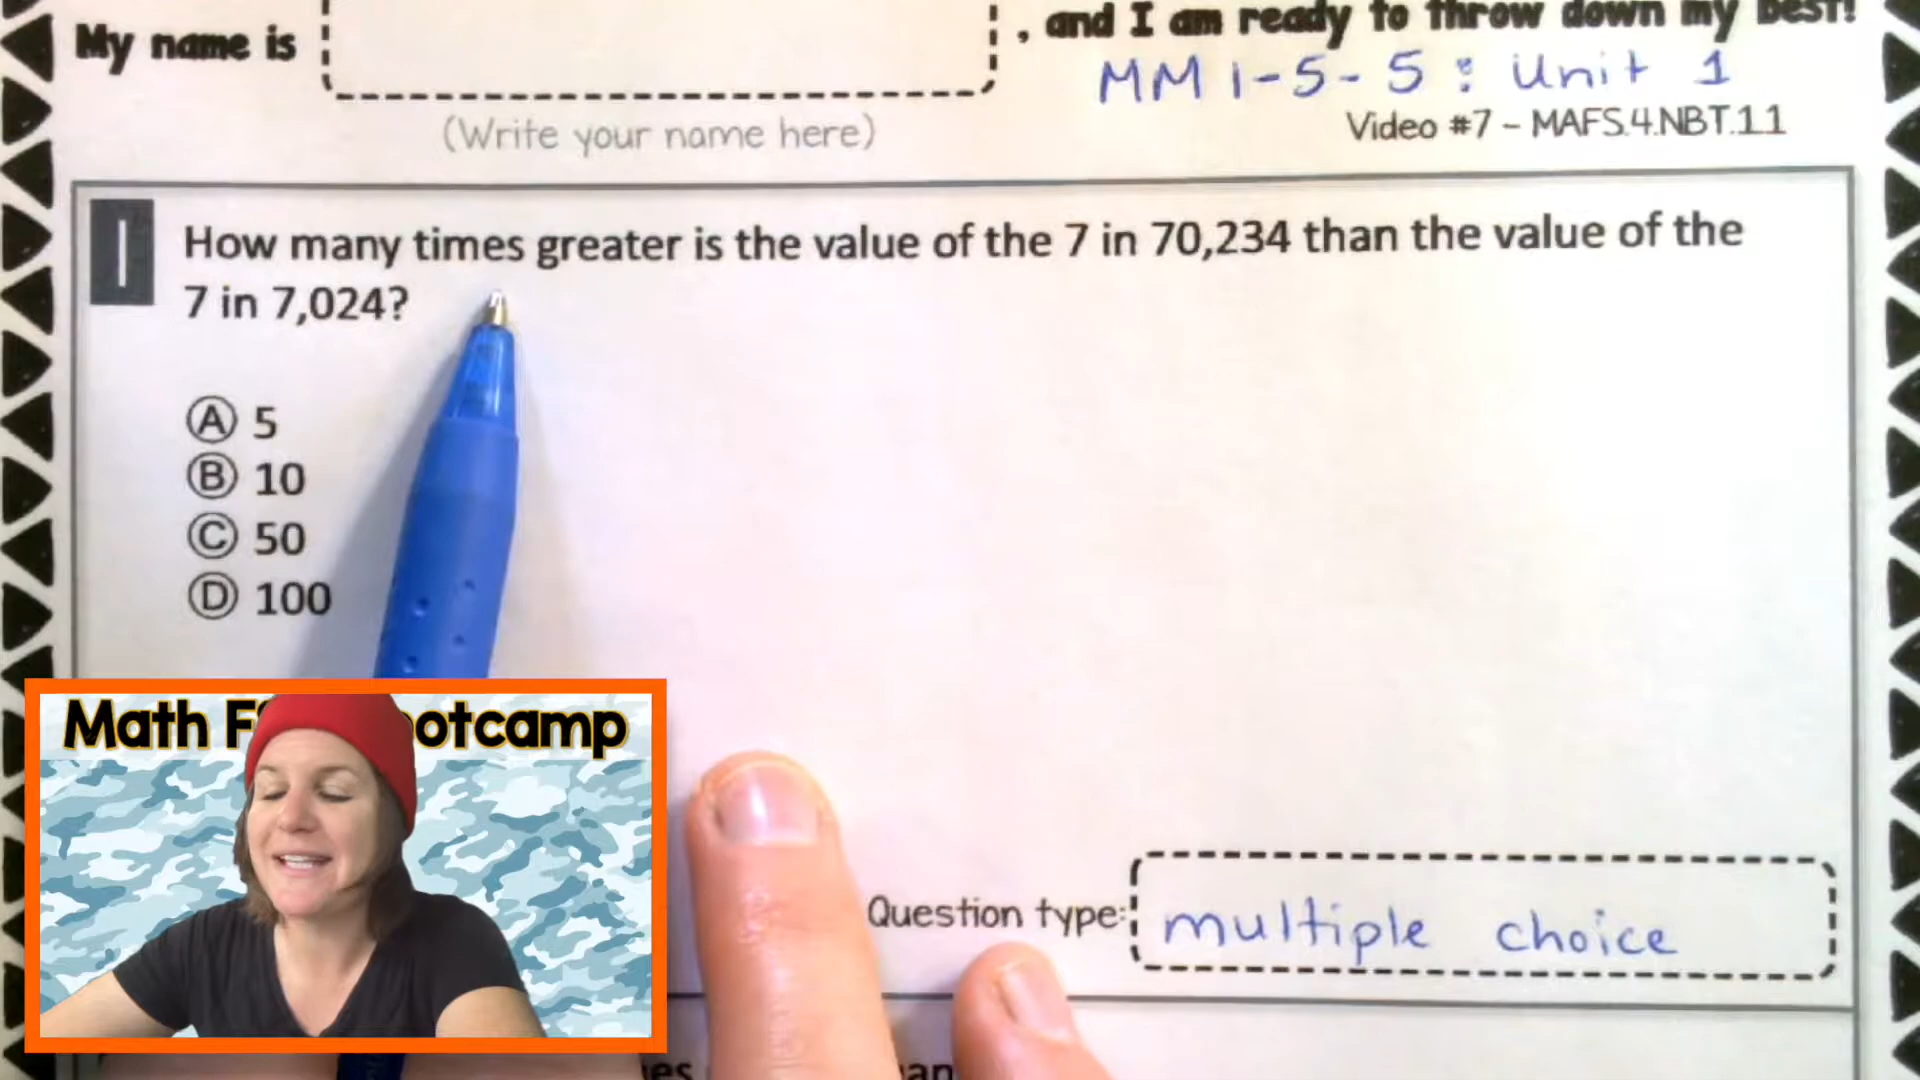 My name is , and I am ready to throw down my best!
MM 1-5-5: Unit 1
(Write your name here)
Video #7 - MAFS.4.NBT.1.1
1
How many times greater is the value of the 7 in 70,234 than the value of the
7 in 7,024?
A 5
B 10
C 50
D 100
Math F ootcamp
Question type: multiple choice